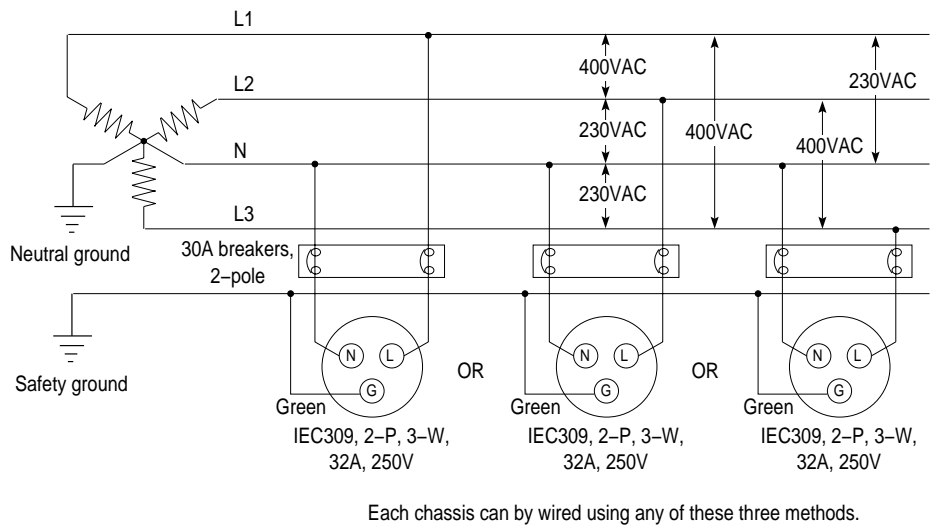 L1
400VAC
230VAC
L2
230VAC
400VAC
400VAC
N
230VAC
L3
Neutral ground
30A breakers,
2–pole
Safety ground
N
L
G
Green
IEC309, 2–P, 3–W,
32A, 250V
OR
N
L
G
Green
IEC309, 2–P, 3–W,
32A, 250V
OR
N
L
G
Green
IEC309, 2–P, 3–W,
32A, 250V
Each chassis can by wired using any of these three methods.